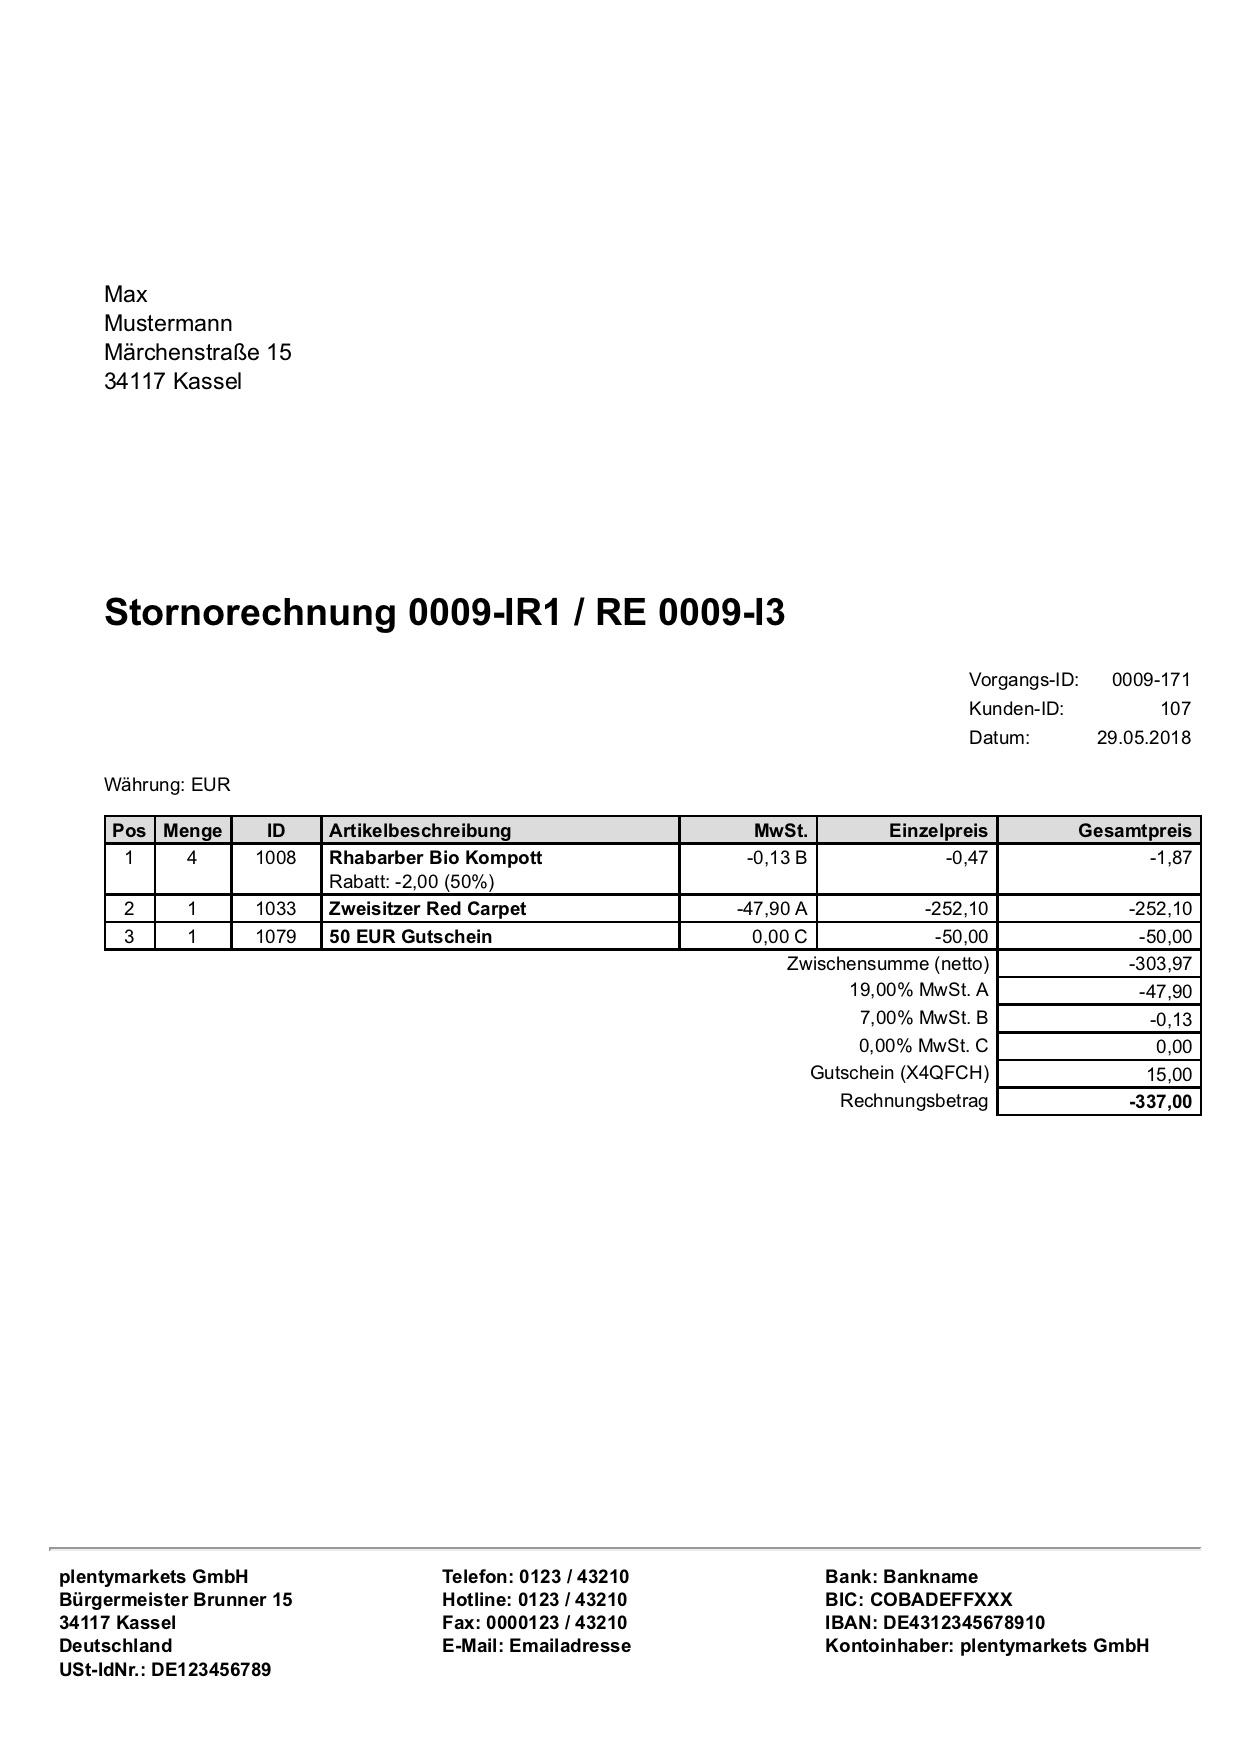 Max
Mustermann
Märchenstraße 15
34117 Kassel
Stornorechnung 0009-IR1 / RE 0009-I3
Vorgangs-ID: 0009-171
Kunden-ID: 107
Datum: 29.05.2018
Währung: EUR
Pos Menge ID Artikelbeschreibung MwSt. Einzelpreis Gesamtpreis
1 4 1008 Rhabarber Bio Kompott -0,13 B -0,47 -1,87
Rabatt: -2,00 (50%)
2 1 1033 Zweisitzer Red Carpet -47,90 A -252,10 -252,10
3 1 1079 50 EUR Gutschein 0,00 C -50,00 -50,00
Zwischensumme (netto) -303,97
19,00% MwSt. A -47,90
7,00% MwSt. B -0,13
0,00% MwSt. C 0,00
Gutschein (X4QFCH) 15,00
Rechnungsbetrag -337,00
plentymarkets GmbH Telefon: 0123 / 43210 Bank: Bankname
Bürgermeister Brunner 15 Hotline: 0123 / 43210 BIC: COBADEFFXXX
34117 Kassel Fax: 0000123 / 43210 IBAN: DE4312345678910
Deutschland E-Mail: Emailadresse Kontoinhaber: plentymarkets GmbH
USt-IdNr.: DE123456789